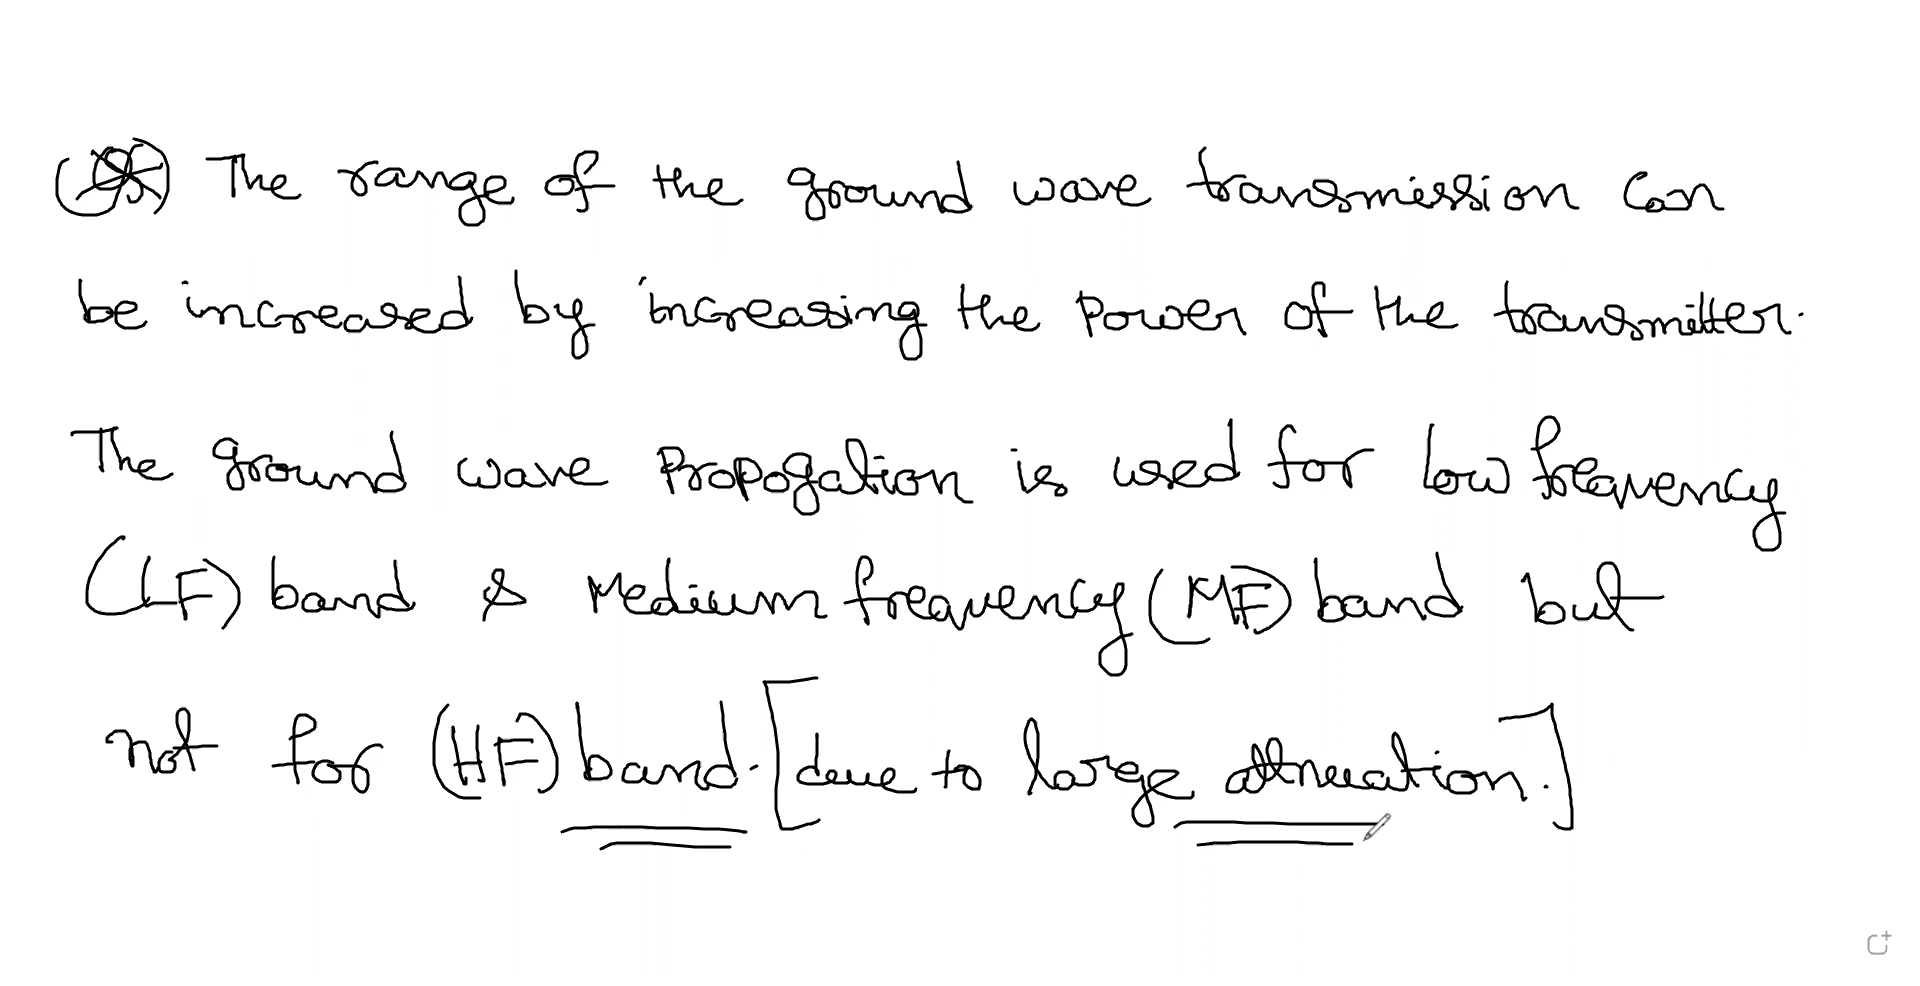 The range of the ground wave transmission can
be increased by increasing the power of the transmitter.
The ground wave Propogation is used for low frequency
(LF) band & Medium frequency (MF) band but
not for (HF) band. [due to large attnuation.]